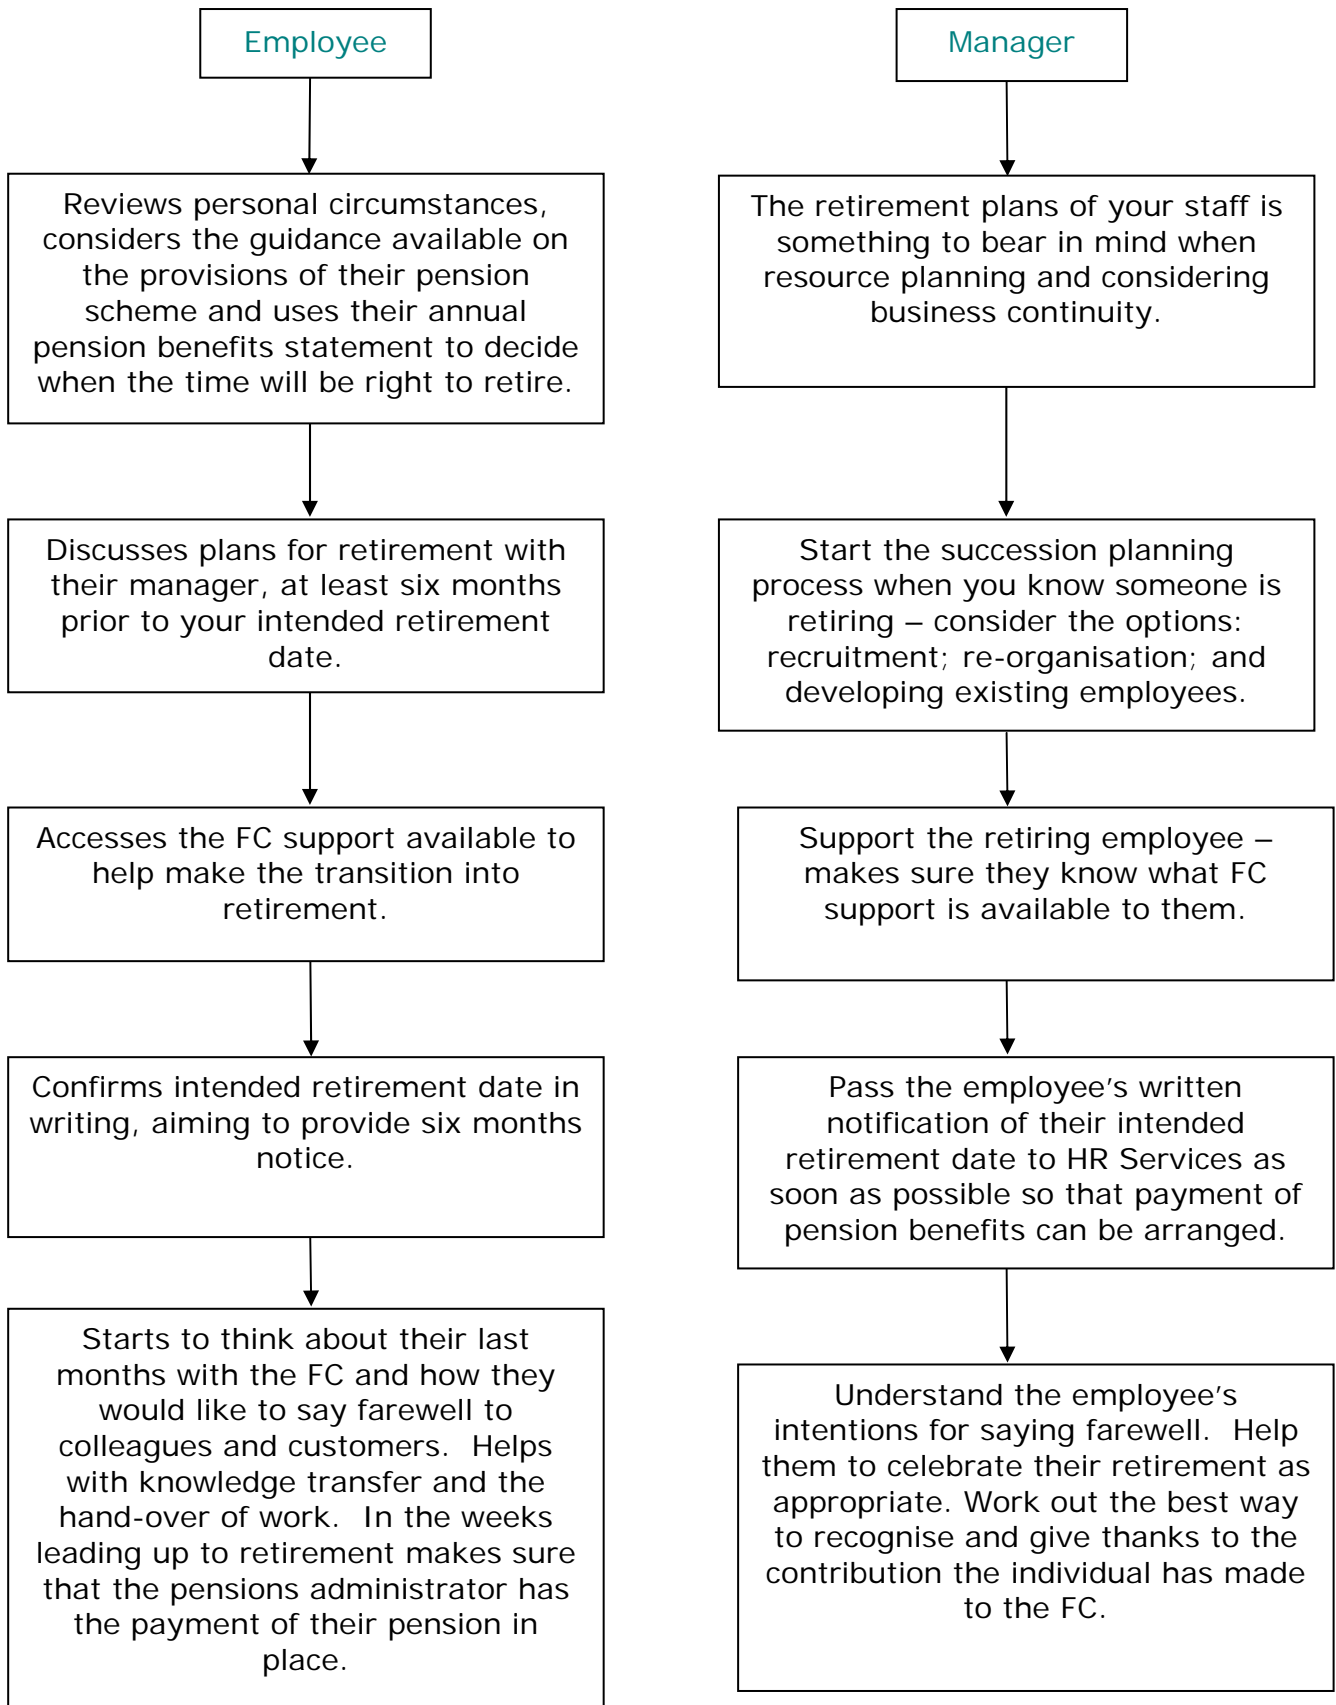 Employee
Reviews personal circumstances,
considers the guidance available on
the provisions of their pension
scheme and uses their annual
pension benefits statement to decide
when the time will be right to retire.
Discusses plans for retirement with
their manager, at least six months
prior to your intended retirement
date.
Accesses the FC support available to
help make the transition into
retirement.
Confirms intended retirement date in
writing, aiming to provide six months
notice.
Starts to think about their last
months with the FC and how they
would like to say farewell to
colleagues and customers.  Helps
with knowledge transfer and the
hand-over of work.  In the weeks
leading up to retirement makes sure
that the pensions administrator has
the payment of their pension in
place.
Manager
The retirement plans of your staff is
something to bear in mind when
resource planning and considering
business continuity.
Start the succession planning
process when you know someone is
retiring – consider the options:
recruitment; re-organisation; and
developing existing employees.
Support the retiring employee –
makes sure they know what FC
support is available to them.
Pass the employee’s written
notification of their intended
retirement date to HR Services as
soon as possible so that payment of
pension benefits can be arranged.
Understand the employee’s
intentions for saying farewell.  Help
them to celebrate their retirement as
appropriate. Work out the best way
to recognise and give thanks to the
contribution the individual has made
to the FC.